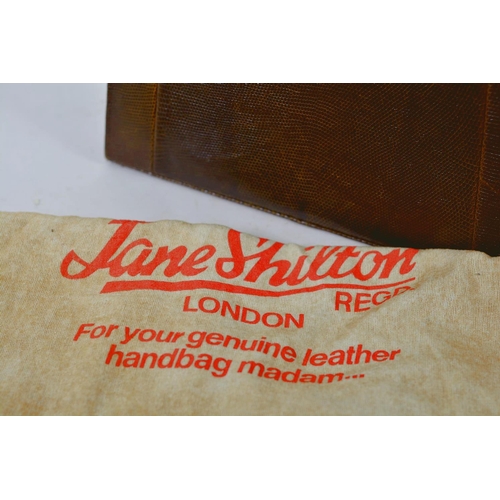 Jane Shilton
LONDON REGD
For your genuine leather
handbag madam...